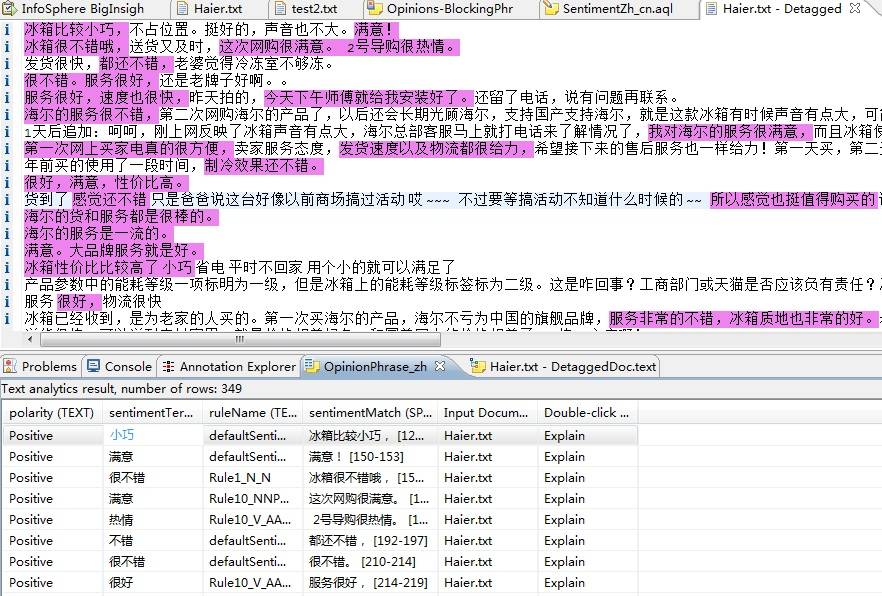 InfoSphere BigInsigh Haier.txt test2.txt Opinions-BlockingPhr SentimentZh_cn.aql Haier.txt - Detagged
冰箱比较小巧，不占位置。挺好的，声音也不大。满意！
冰箱很不错哦，送货又及时，这次网购很满意。 2号导购很热情。
发货很快，都还不错，老婆觉得冷冻室不够冻。
很不错。服务很好，还是老牌子好啊。。
服务很好，速度也很快，昨天拍的，今天下午师傅就给我安装好了。还留了电话，说有问题再联系。
海尔的服务很不错，第二次网购海尔的产品了，以后还会长期光顾海尔，支持国产支持海尔，就是这款冰箱有时候声音有点大，可
1天后追加：呵呵，刚上网反映了冰箱声音有点大，海尔总部客服马上就打电话来了解情况了，我对海尔的服务很满意，而且冰箱
第一次网上买家电真的很方便，卖家服务态度，发货速度以及物流都很给力，希望接下来的售后服务也一样给力！第一天买，第二
年前买的使用了一段时间，制冷效果还不错。
很好，满意，性价比高。
货到了 感觉还不错 只是爸爸说这台好像以前商场搞过活动 哎 ~~~ 不过要等搞活动不知道什么时候的 ~~ 所以感觉也挺值得购买的
海尔的货和服务都是很棒的。
海尔的服务是一流的。
满意。大品牌服务就是好。
冰箱性价比比较高了 小巧 省电 平时不回家 用个小的就可以满足了
产品参数中的能耗等级一项标明为一级，但是冰箱上的能耗等级标签标为二级。这是咋回事？工商部门或天猫是否应该负有责任？
服务 很好，物流很快
冰箱已经收到，是为老家的人买的。第一次买海尔的产品，海尔不亏为中国的旗舰品牌，服务非常的不错，冰箱质地也非常的好。
Problems Console Annotation Explorer OpinionPhrase_zh Haier.txt - DetaggedDoc.text
Text analytics result, number of rows: 349
polarity (TEXT) sentimentTer... ruleName (TE... sentimentMatch (SP... Input Docum... Double-click ...
Positive 小巧 defaultSenti... 冰箱比较小巧， [12... Haier.txt Explain
Positive 满意 defaultSenti... 满意！ [150-153] Haier.txt Explain
Positive 很不错 Rule1_N_N 冰箱很不错哦， [15... Haier.txt Explain
Positive 满意 Rule10_NNP... 这次网购很满意。 [1... Haier.txt Explain
Positive 热情 Rule10_V_AA... 2号导购很热情。 [1... Haier.txt Explain
Positive 不错 defaultSenti... 都还不错， [192-197] Haier.txt Explain
Positive 很不错 defaultSenti... 很不错。 [210-214] Haier.txt Explain
Positive 很好 Rule10_V_AA... 服务很好， [214-219] Haier.txt Explain